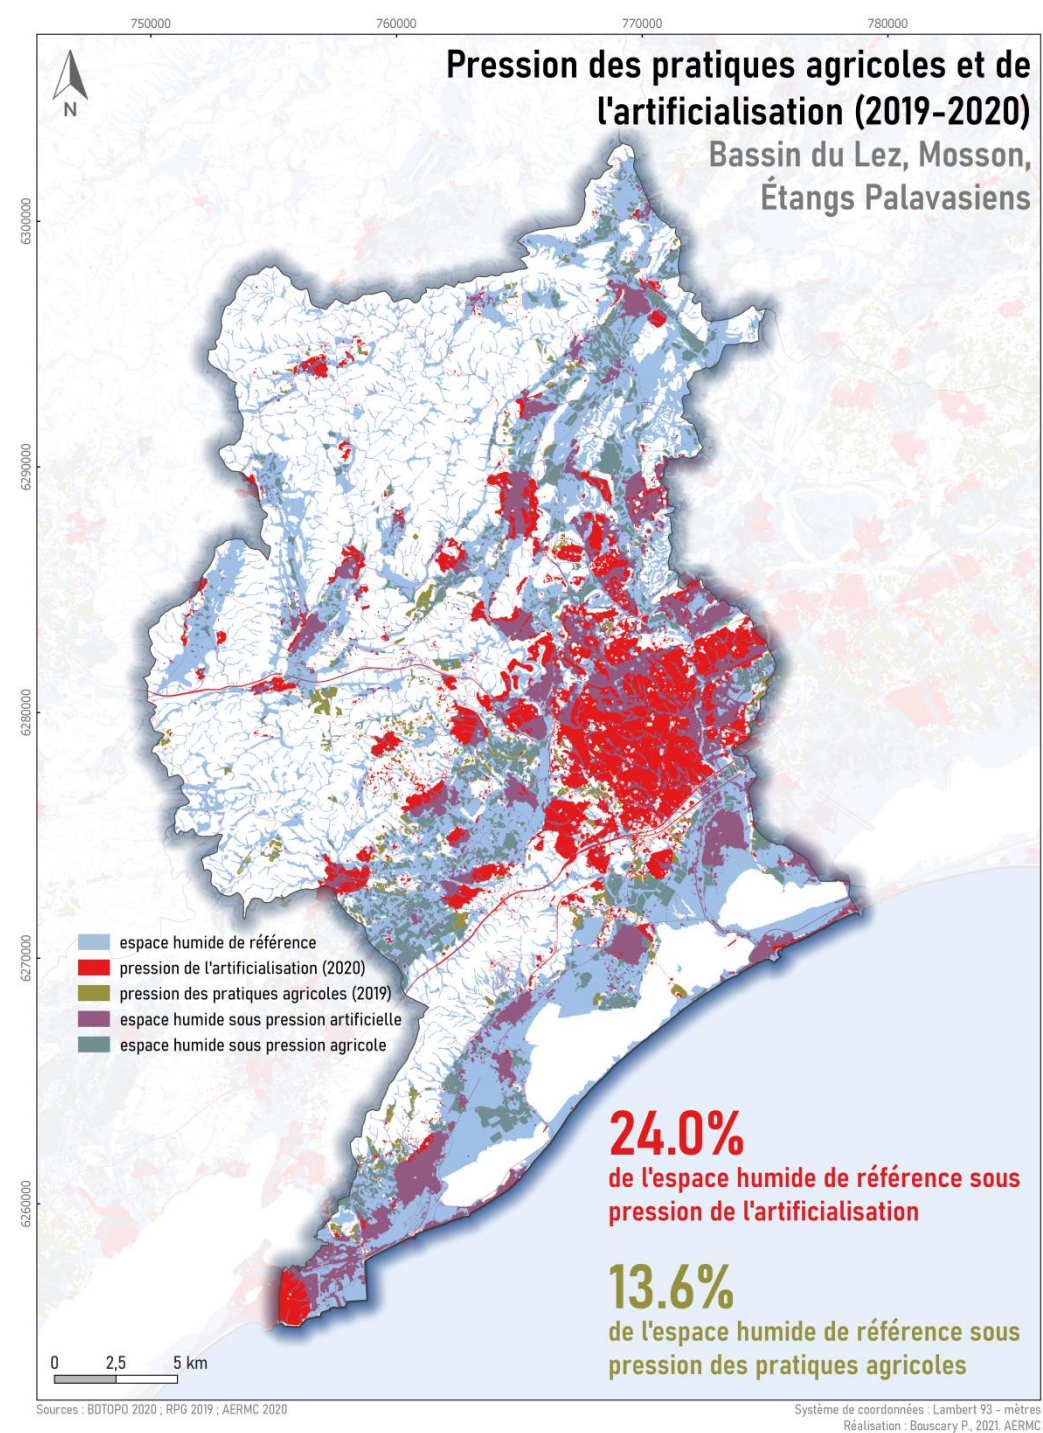 750000
760000
770000
780000
Pression des pratiques agricoles et de
l'artificialisation (2019-2020)
Bassin du Lez, Mosson,
Étangs Palavasiens
N
6300000
6290000
6280000
6270000
6260000
espace humide de référence
pression de l'artificialisation (2020)
pression des pratiques agricoles (2019)
espace humide sous pression artificielle
espace humide sous pression agricole
24.0%
de l'espace humide de référence sous
pression de l'artificialisation
13.6%
de l'espace humide de référence sous
pression des pratiques agricoles
0 2,5 5 km
Sources : BDTOPO 2020 ; RPG 2019 ; AERMC 2020
Système de coordonnées : Lambert 93 - mètres
Réalisation : Bouscary P., 2021. AERMC